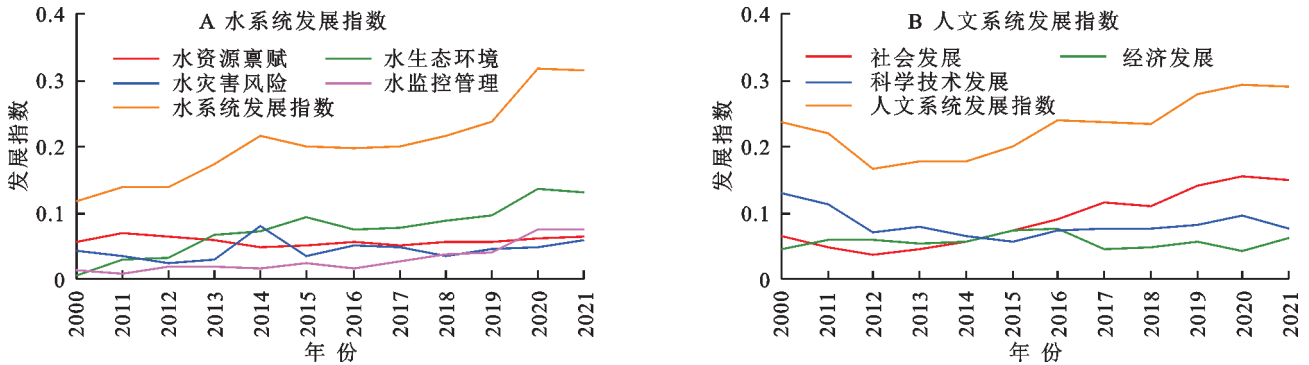 A 水系统发展指数
水资源禀赋
水生态环境
水灾害风险
水监控管理
水系统发展指数
发展指数
0.4
0.3
0.2
0.1
0
2000
2011
2012
2013
2014
2015
2016
2017
2018
2019
2020
2021
年 份
B 人文系统发展指数
社会发展
经济发展
科学技术发展
人文系统发展指数
发展指数
0.4
0.3
0.2
0.1
0
2000
2011
2012
2013
2014
2015
2016
2017
2018
2019
2020
2021
年 份